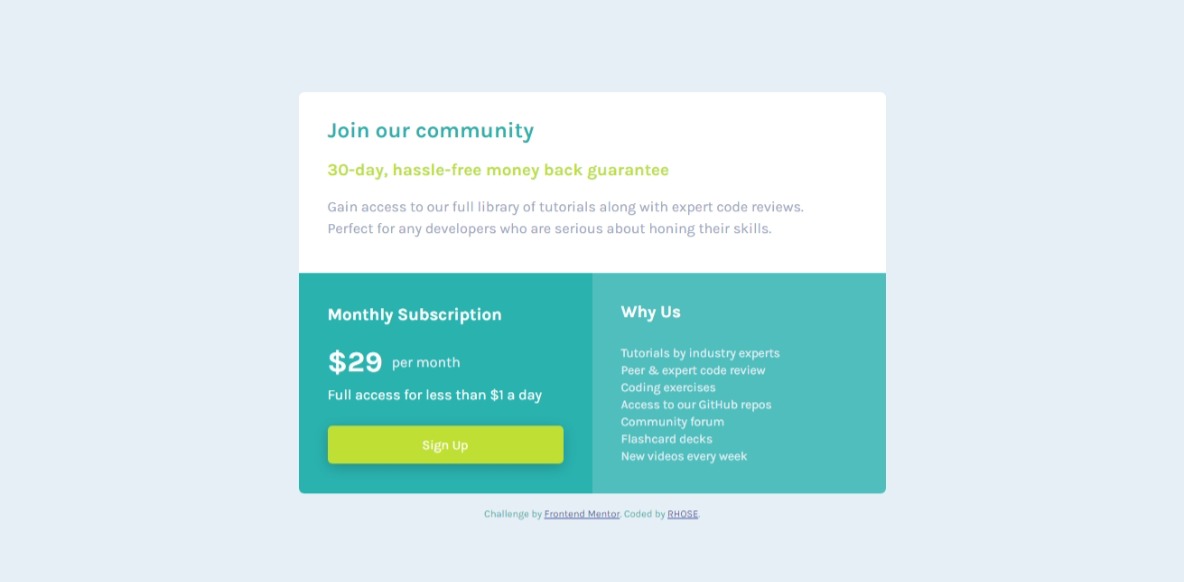 Join our community
30-day, hassle-free money back guarantee
Gain access to our full library of tutorials along with expert code reviews.
Perfect for any developers who are serious about honing their skills.
Monthly Subscription
$29 per month
Full access for less than $1 a day
Sign Up
Why Us
Tutorials by industry experts
Peer & expert code review
Coding exercises
Access to our GitHub repos
Community forum
Flashcard decks
New videos every week
Challenge by Frontend Mentor. Coded by RHOSE.